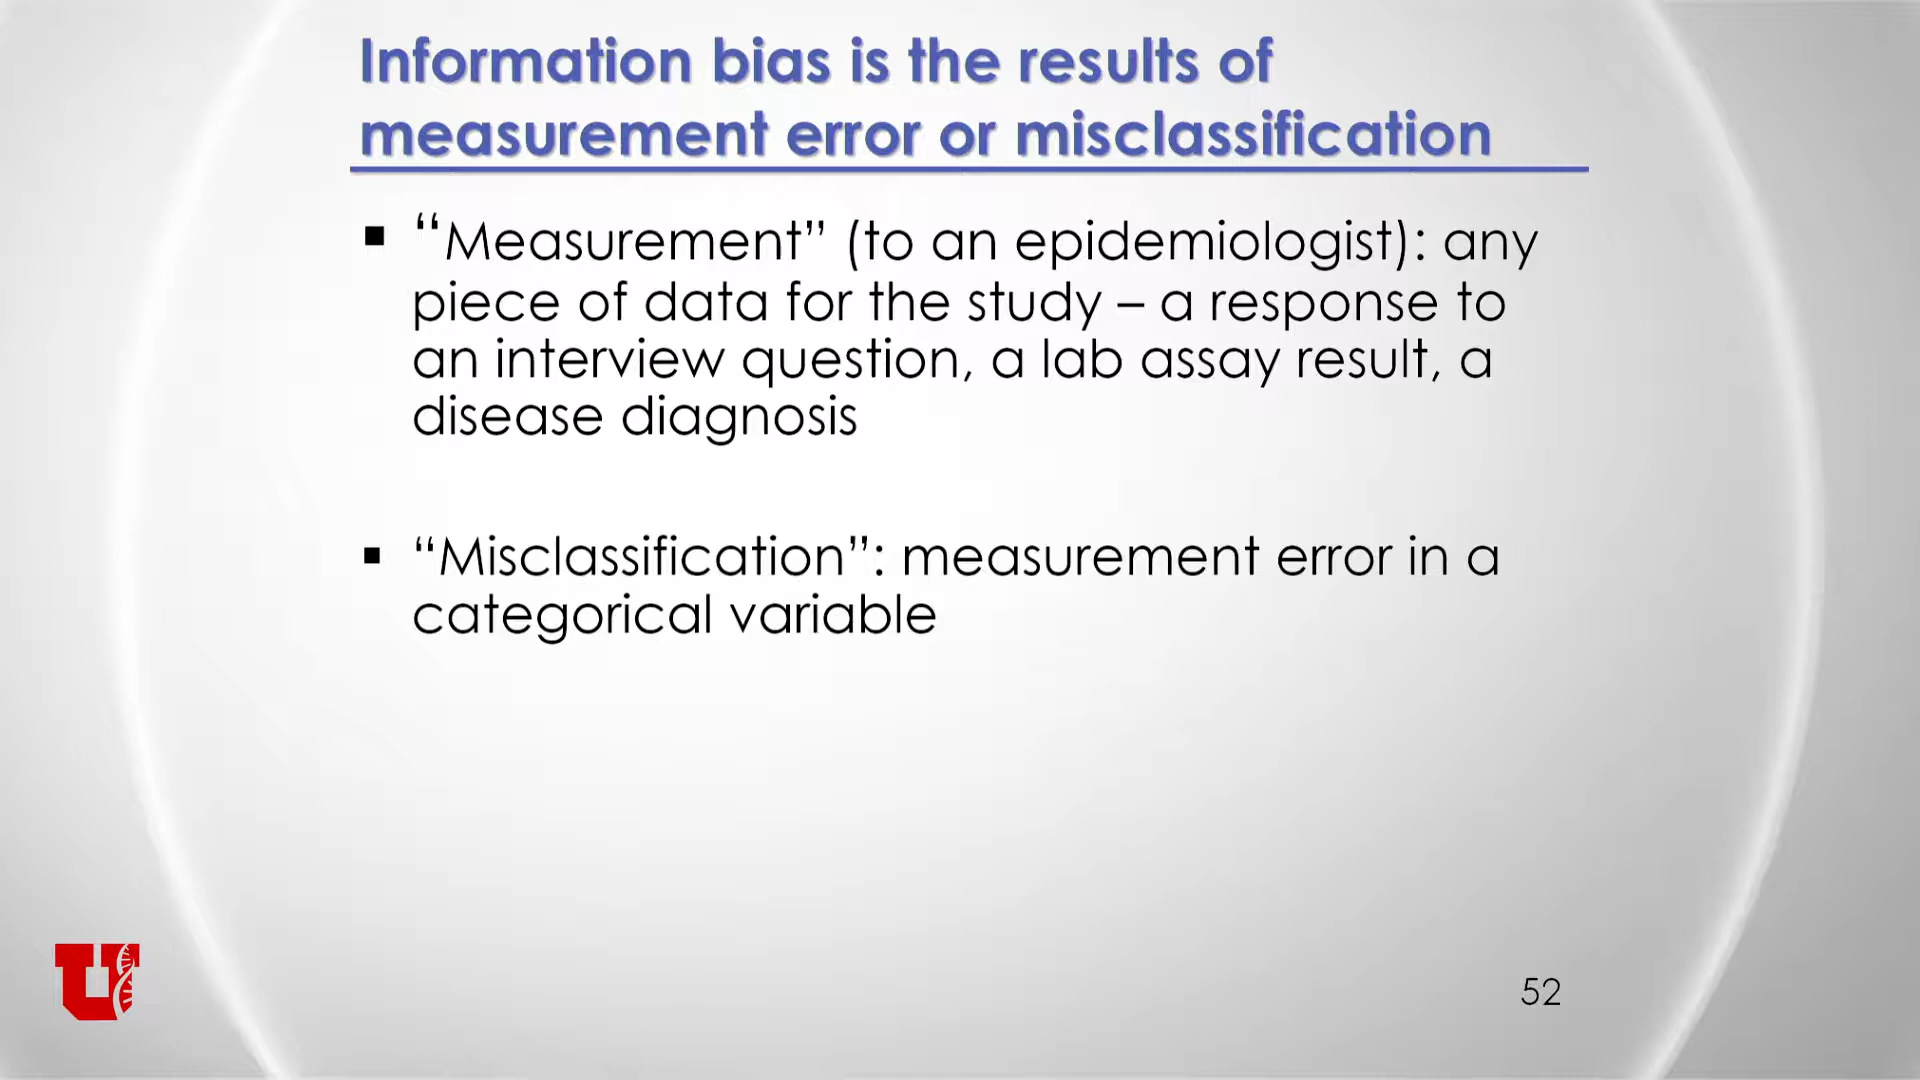 Information bias is the results of
measurement error or misclassification
▪ “Measurement” (to an epidemiologist): any
piece of data for the study – a response to
an interview question, a lab assay result, a
disease diagnosis
▪ “Misclassification”: measurement error in a
categorical variable
U
52